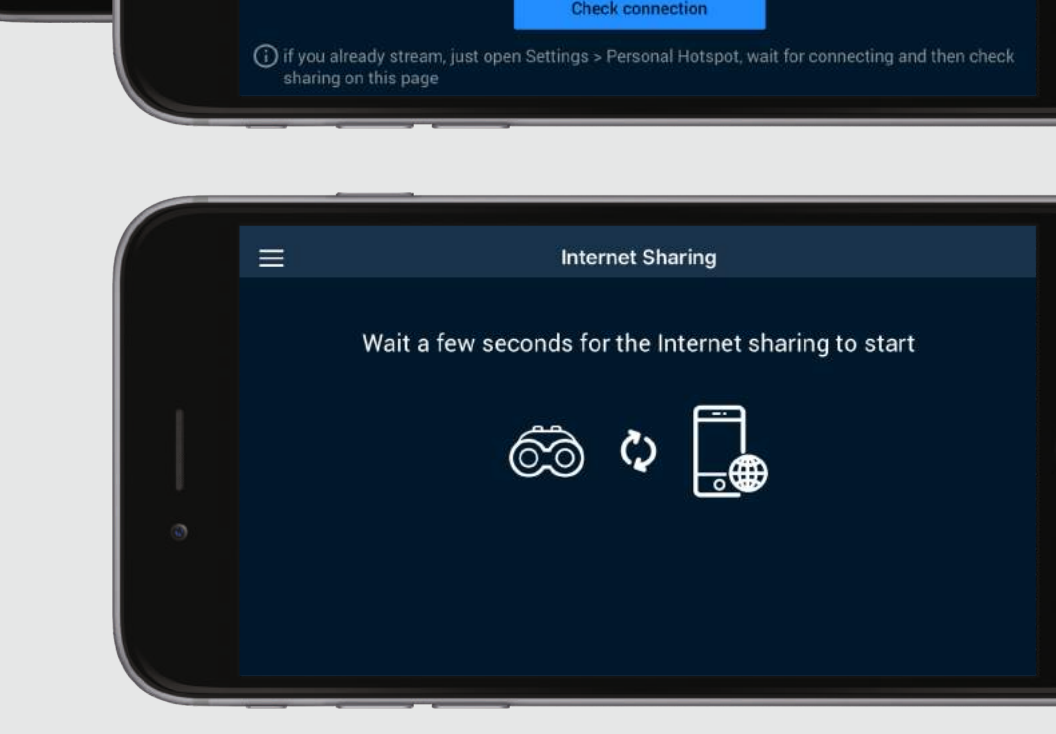 Check connection
if you already stream, just open Settings > Personal Hotspot, wait for connecting and then check
sharing on this page
Internet Sharing
Wait a few seconds for the Internet sharing to start